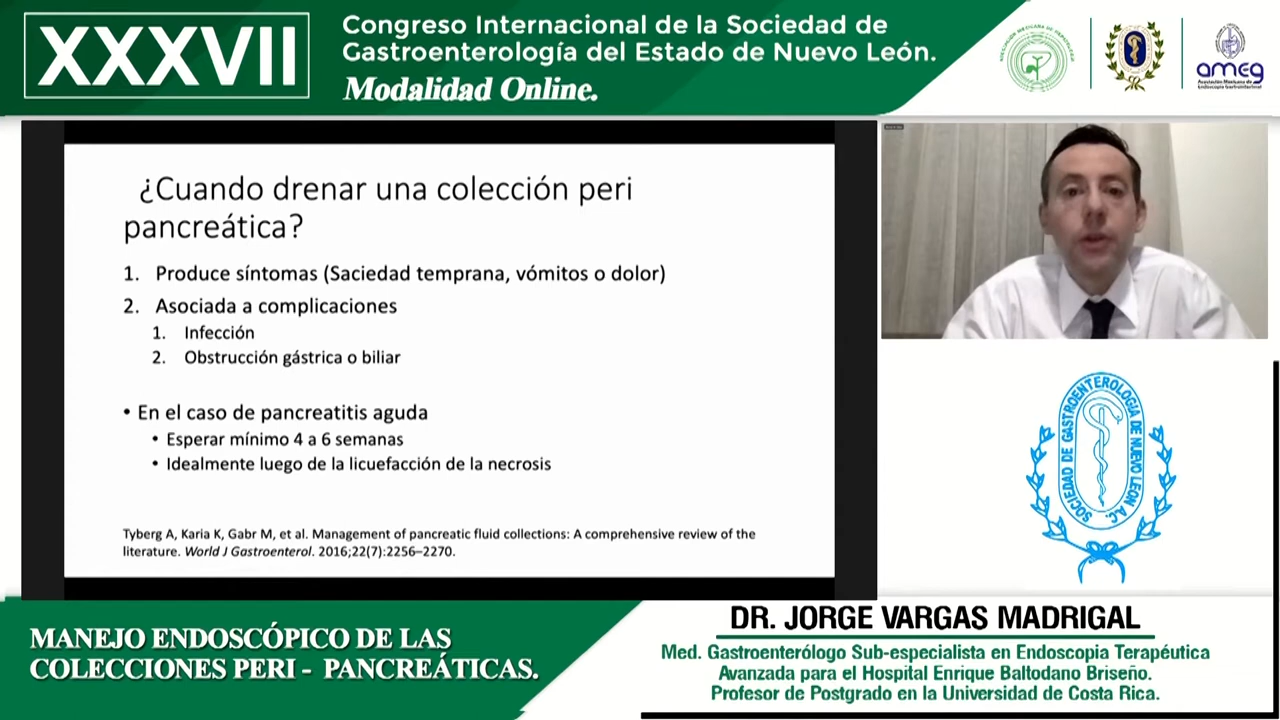 XXXVII
Congreso Internacional de la Sociedad de
Gastroenterología del Estado de Nuevo León.
Modalidad Online.
ameg
Asociación Mexicana de
Endoscopia Gastrointestinal
¿Cuando drenar una colección peri
pancreática?
1. Produce síntomas (Saciedad temprana, vómitos o dolor)
2. Asociada a complicaciones
1. Infección
2. Obstrucción gástrica o biliar
• En el caso de pancreatitis aguda
• Esperar mínimo 4 a 6 semanas
• Idealmente luego de la licuefacción de la necrosis
Tyberg A, Karia K, Gabr M, et al. Management of pancreatic fluid collections: A comprehensive review of the
literature. World J Gastroenterol. 2016;22(7):2256–2270.
SOCIEDAD DE GASTROENTEROLOGIA DE NUEVO LEON A.C.
MANEJO ENDOSCÓPICO DE LAS
COLECCIONES PERI - PANCREÁTICAS.
DR. JORGE VARGAS MADRIGAL
Med. Gastroenterólogo Sub-especialista en Endoscopia Terapéutica
Avanzada para el Hospital Enrique Baltodano Briseño.
Profesor de Postgrado en la Universidad de Costa Rica.